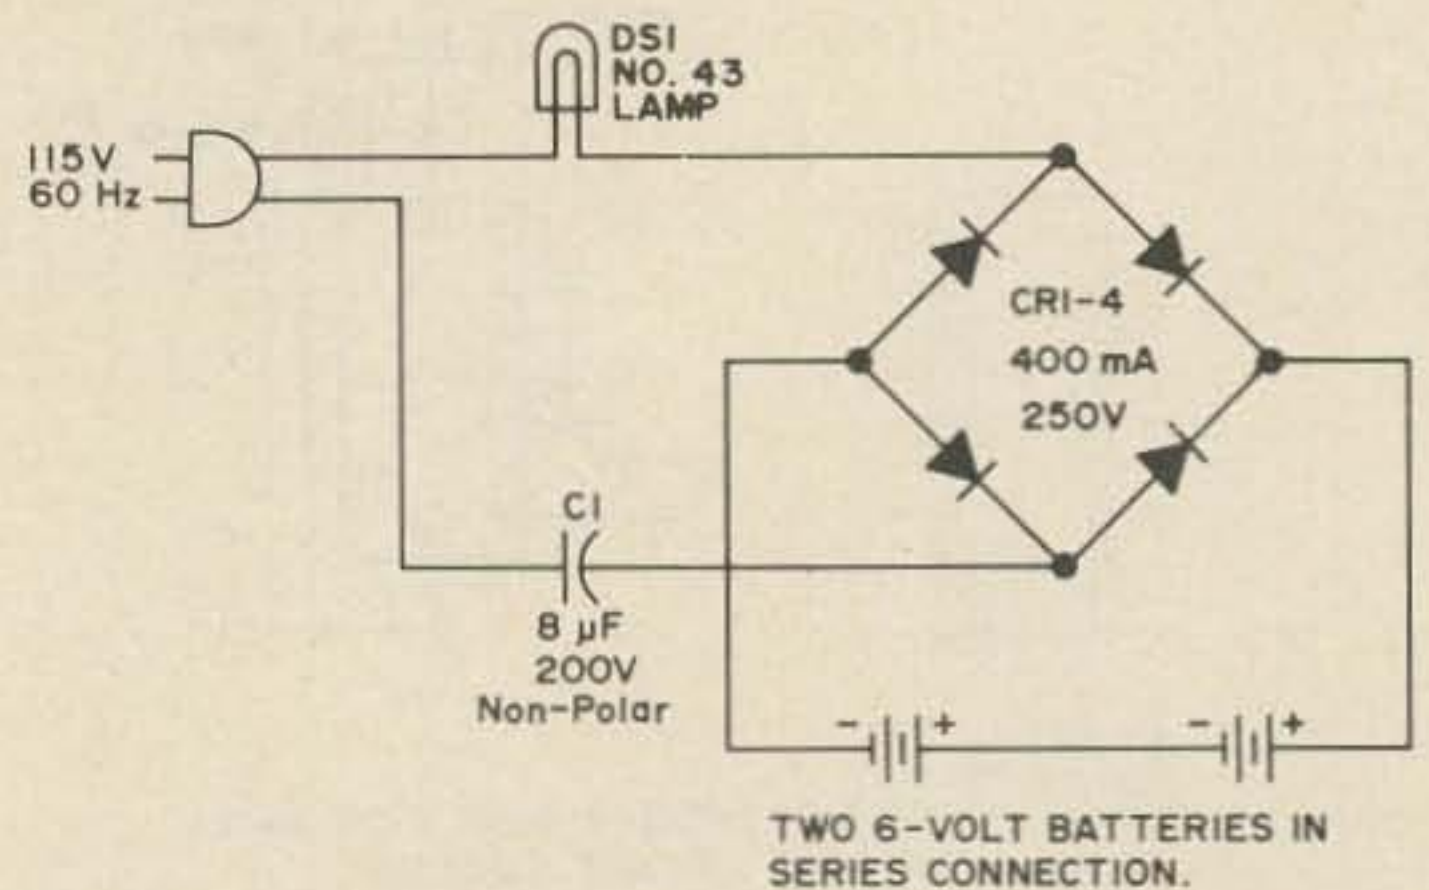 DS1
NO. 43
LAMP
115V
60 Hz
CR1-4
400 mA
250V
C1
8 µF
200V
Non-Polar
- +
- +
TWO 6-VOLT BATTERIES IN
SERIES CONNECTION.